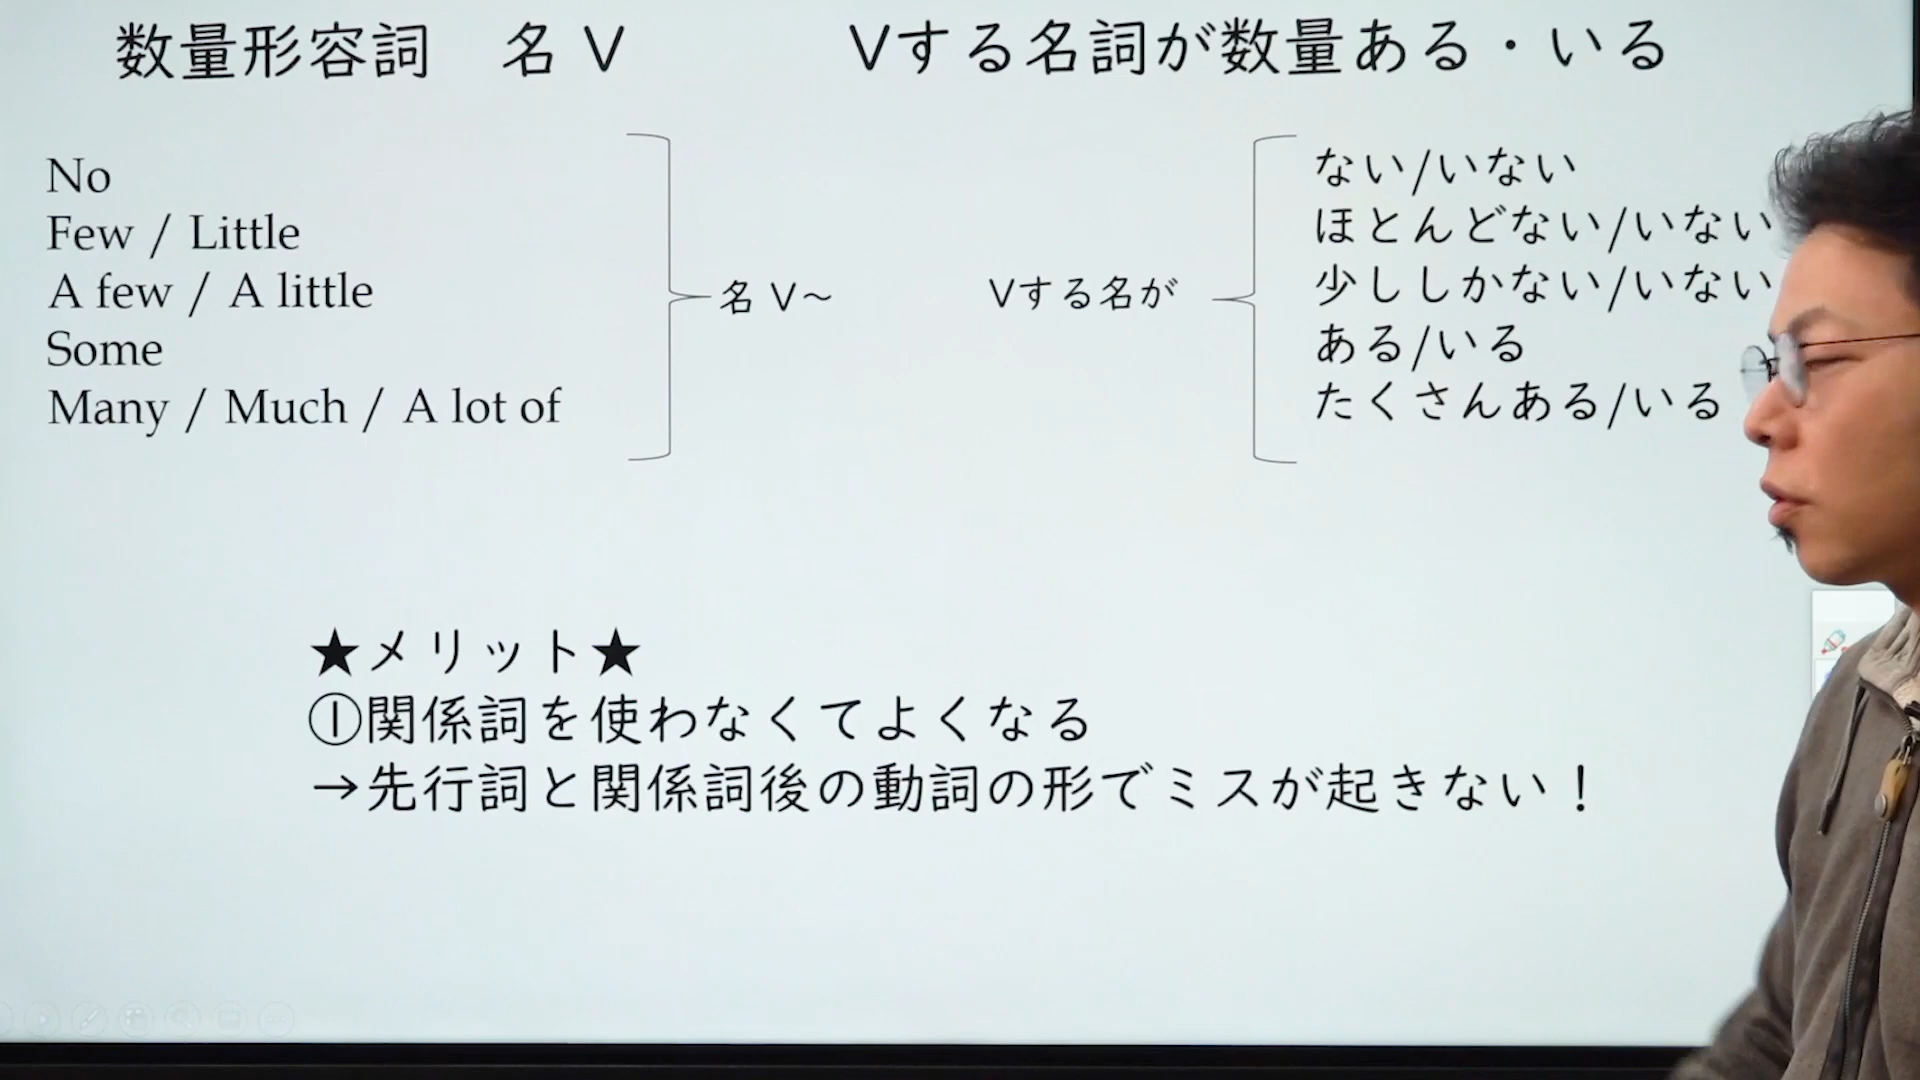 数量形容詞　名 V　Vする名詞が数量ある・いる
No
Few / Little
A few / A little
Some
Many / Much / A lot of
名 V～
Vする名が
ない/いない
ほとんどない/いない
少ししかない/いない
ある/いる
たくさんある/いる
★メリット★
①関係詞を使わなくてよくなる
→先行詞と関係詞後の動詞の形でミスが起きない！